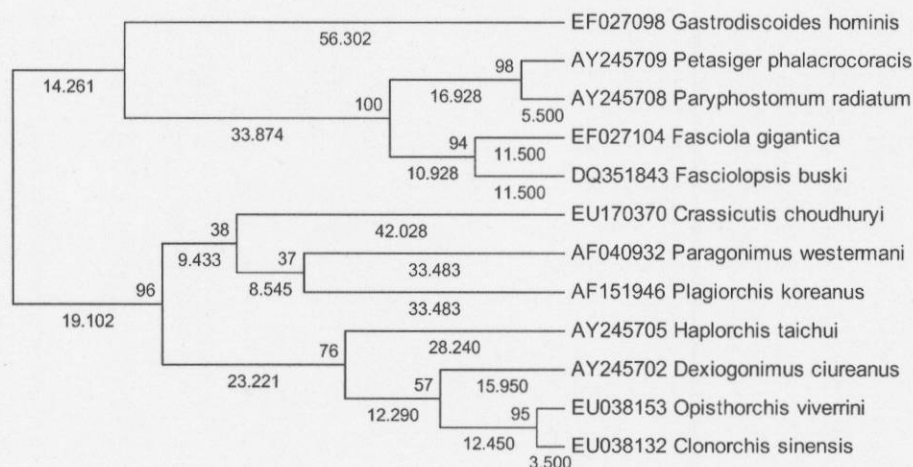 EF027098 Gastrodiscoides hominis
56.302
14.261
98
AY245709 Petasiger phalacrocoracis
100
16.928
AY245708 Paryphostomum radiatum
5.500
33.874
94
EF027104 Fasciola gigantica
11.500
10.928
DQ351843 Fasciolopsis buski
11.500
38
EU170370 Crassicutis choudhuryi
42.028
9.433
37
AF040932 Paragonimus westermani
33.483
96
8.545
AF151946 Plagiorchis koreanus
33.483
19.102
76
AY245705 Haplorchis taichui
28.240
23.221
57
AY245702 Dexiogonimus ciureanus
15.950
12.290
95
EU038153 Opisthorchis viverrini
12.450
EU038132 Clonorchis sinensis
3.500